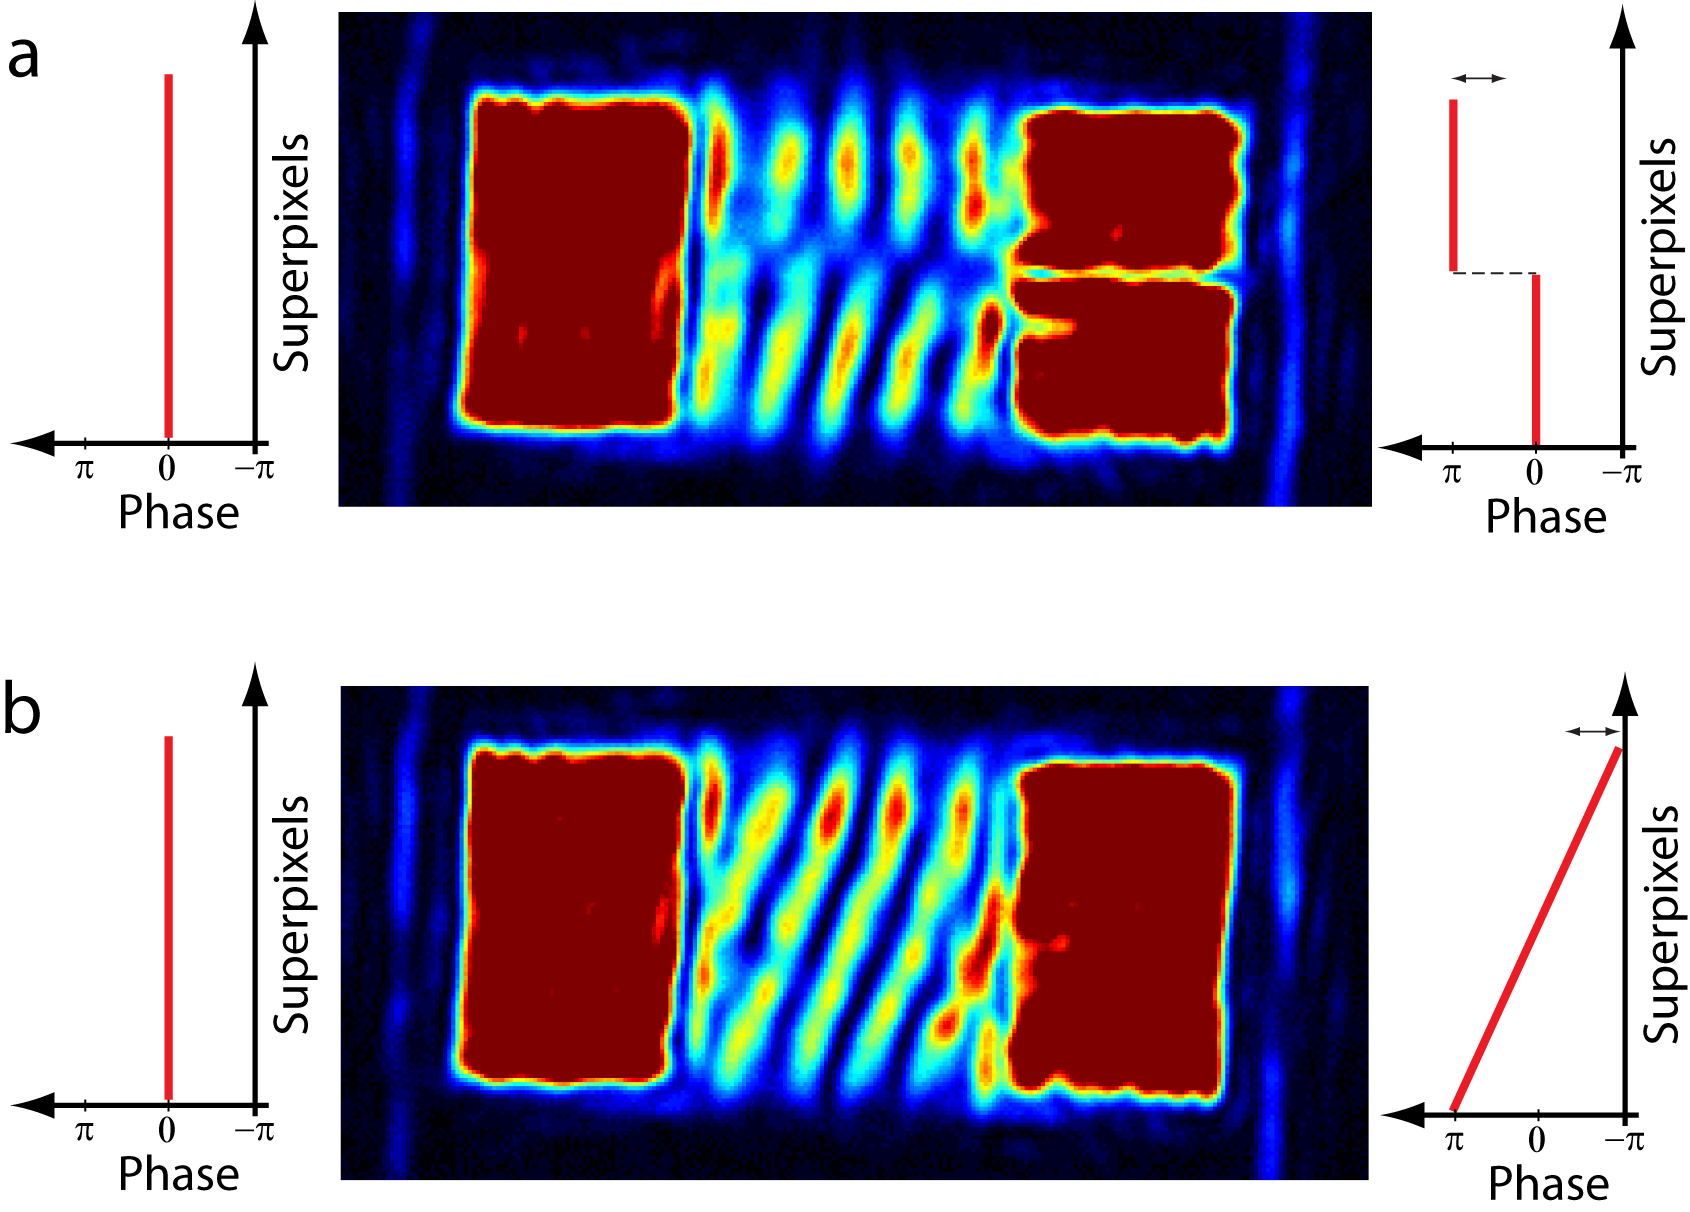 a
Superpixels
π 0 −π
Phase
Superpixels
π 0 −π
Phase
b
Superpixels
π 0 −π
Phase
Superpixels
π 0 −π
Phase